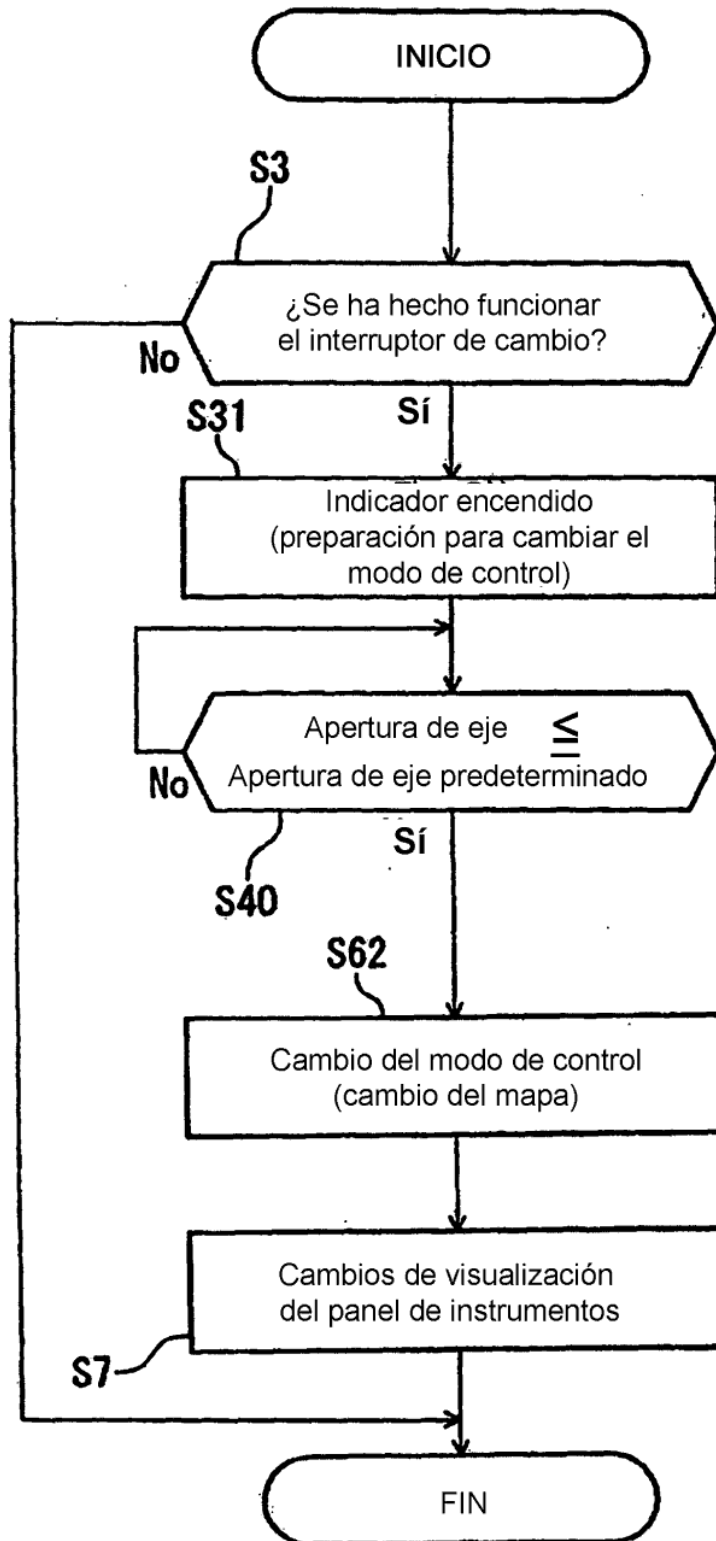 INICIO
S3
¿Se ha hecho funcionar
el interruptor de cambio?
No
Sí
S31
Indicador encendido
(preparación para cambiar el
modo de control)
Apertura de eje ≦
Apertura de eje predeterminado
No
Sí
S40
S62
Cambio del modo de control
(cambio del mapa)
Cambios de visualización
del panel de instrumentos
S7
FIN